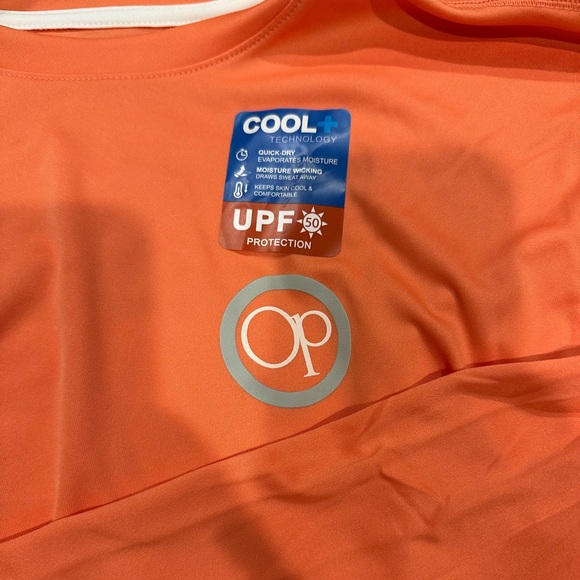 COOL+
TECHNOLOGY
QUICK-DRY
EVAPORATES MOISTURE
MOISTURE WICKING
DRAWS SWEAT AWAY
KEEPS SKIN COOL &
COMFORTABLE
UPF 50
PROTECTION
Op